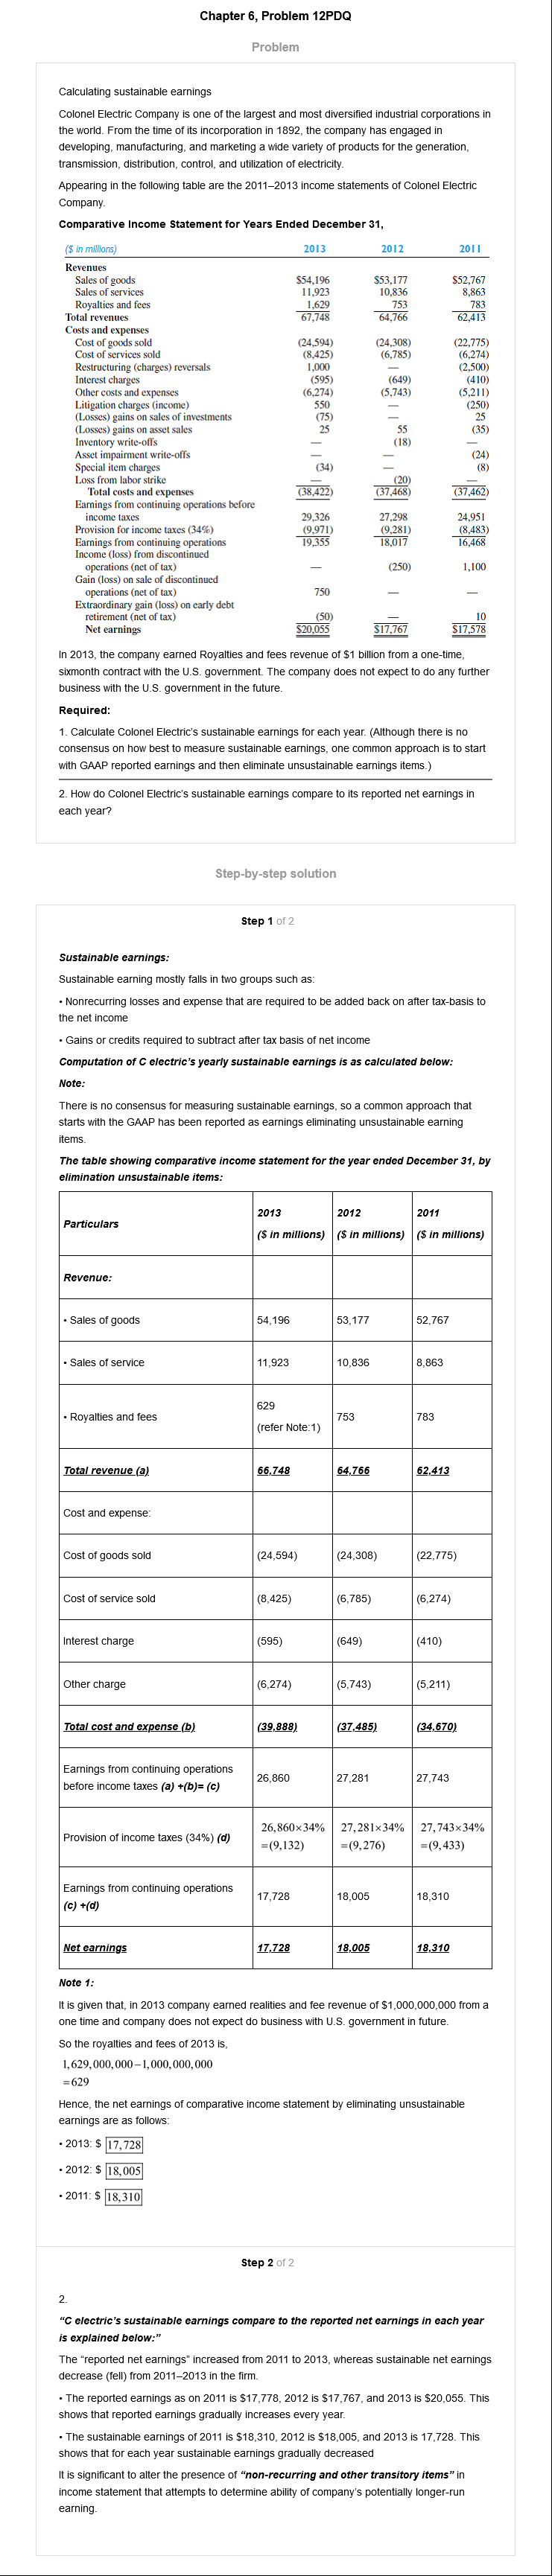 Chapter 6, Problem 12PDQ
Problem
Calculating sustainable earnings
Colonel Electric Company is one of the largest and most diversified industrial corporations in
the world. From the time of its incorporation in 1892, the company has engaged in
developing, manufacturing, and marketing a wide variety of products for the generation,
transmission, distribution, control, and utilization of electricity.
Appearing in the following table are the 2011–2013 income statements of Colonel Electric
Company.
Comparative Income Statement for Years Ended December 31,
($ in millions) 2013 2012 2011
Revenues
Sales of goods $54,196 $53,177 $52,767
Sales of services 11,923 10,836 8,863
Royalties and fees 1,629 753 783
Total revenues 67,748 64,766 62,413
Costs and expenses
Cost of goods sold (24,594) (24,308) (22,775)
Cost of services sold (8,425) (6,785) (6,274)
Restructuring (charges) reversals 1,000 — (2,500)
Interest charges (595) (649) (410)
Other costs and expenses (6,274) (5,743) (5,211)
Litigation charges (income) 550 — (250)
(Losses) gains on sales of investments (75) — 25
(Losses) gains on asset sales 25 55 (35)
Inventory write-offs — (18) —
Asset impairment write-offs — — (24)
Special item charges (34) — (8)
Loss from labor strike — (20) —
Total costs and expenses (38,422) (37,468) (37,462)
Earnings from continuing operations before
income taxes 29,326 27,298 24,951
Provision for income taxes (34%) (9,971) (9,281) (8,483)
Earnings from continuing operations 19,355 18,017 16,468
Income (loss) from discontinued
operations (net of tax) — (250) 1,100
Gain (loss) on sale of discontinued
operations (net of tax) 750 — —
Extraordinary gain (loss) on early debt
retirement (net of tax) (50) — 10
Net earnings $20,055 $17,767 $17,578
In 2013, the company earned Royalties and fees revenue of $1 billion from a one-time,
sixmonth contract with the U.S. government. The company does not expect to do any further
business with the U.S. government in the future.
Required:
1. Calculate Colonel Electric's sustainable earnings for each year. (Although there is no
consensus on how best to measure sustainable earnings, one common approach is to start
with GAAP reported earnings and then eliminate unsustainable earnings items.)
2. How do Colonel Electric's sustainable earnings compare to its reported net earnings in
each year?
Step-by-step solution
Step 1 of 2
Sustainable earnings:
Sustainable earning mostly falls in two groups such as:
• Nonrecurring losses and expense that are required to be added back on after tax-basis to
the net income
• Gains or credits required to subtract after tax basis of net income
Computation of C electric's yearly sustainable earnings is as calculated below:
Note:
There is no consensus for measuring sustainable earnings, so a common approach that
starts with the GAAP has been reported as earnings eliminating unsustainable earning
items.
The table showing comparative income statement for the year ended December 31, by
elimination unsustainable items:
Particulars 2013 2012 2011
($ in millions) ($ in millions) ($ in millions)
Revenue:
• Sales of goods 54,196 53,177 52,767
• Sales of service 11,923 10,836 8,863
• Royalties and fees 629 753 783
(refer Note:1)
Total revenue (a) 66,748 64,766 62,413
Cost and expense:
Cost of goods sold (24,594) (24,308) (22,775)
Cost of service sold (8,425) (6,785) (6,274)
Interest charge (595) (649) (410)
Other charge (6,274) (5,743) (5,211)
Total cost and expense (b) (39,888) (37,485) (34,670)
Earnings from continuing operations
before income taxes (a) +(b)= (c) 26,860 27,281 27,743
Provision of income taxes (34%) (d) 26,860×34% 27,281×34% 27,743×34%
=(9,132) =(9,276) =(9,433)
Earnings from continuing operations
(c) +(d) 17,728 18,005 18,310
Net earnings 17,728 18,005 18,310
Note 1:
It is given that, in 2013 company earned realities and fee revenue of $1,000,000,000 from a
one time and company does not expect do business with U.S. government in future.
So the royalties and fees of 2013 is,
1,629,000,000−1,000,000,000
=629
Hence, the net earnings of comparative income statement by eliminating unsustainable
earnings are as follows:
• 2013: $ 17,728
• 2012: $ 18,005
• 2011: $ 18,310
Step 2 of 2
2.
“C electric's sustainable earnings compare to the reported net earnings in each year
is explained below:”
The “reported net earnings” increased from 2011 to 2013, whereas sustainable net earnings
decrease (fell) from 2011–2013 in the firm.
• The reported earnings as on 2011 is $17,778, 2012 is $17,767, and 2013 is $20,055. This
shows that reported earnings gradually increases every year.
• The sustainable earnings of 2011 is $18,310, 2012 is $18,005, and 2013 is 17,728. This
shows that for each year sustainable earnings gradually decreased
It is significant to alter the presence of “non-recurring and other transitory items” in
income statement that attempts to determine ability of company's potentially longer-run
earning.